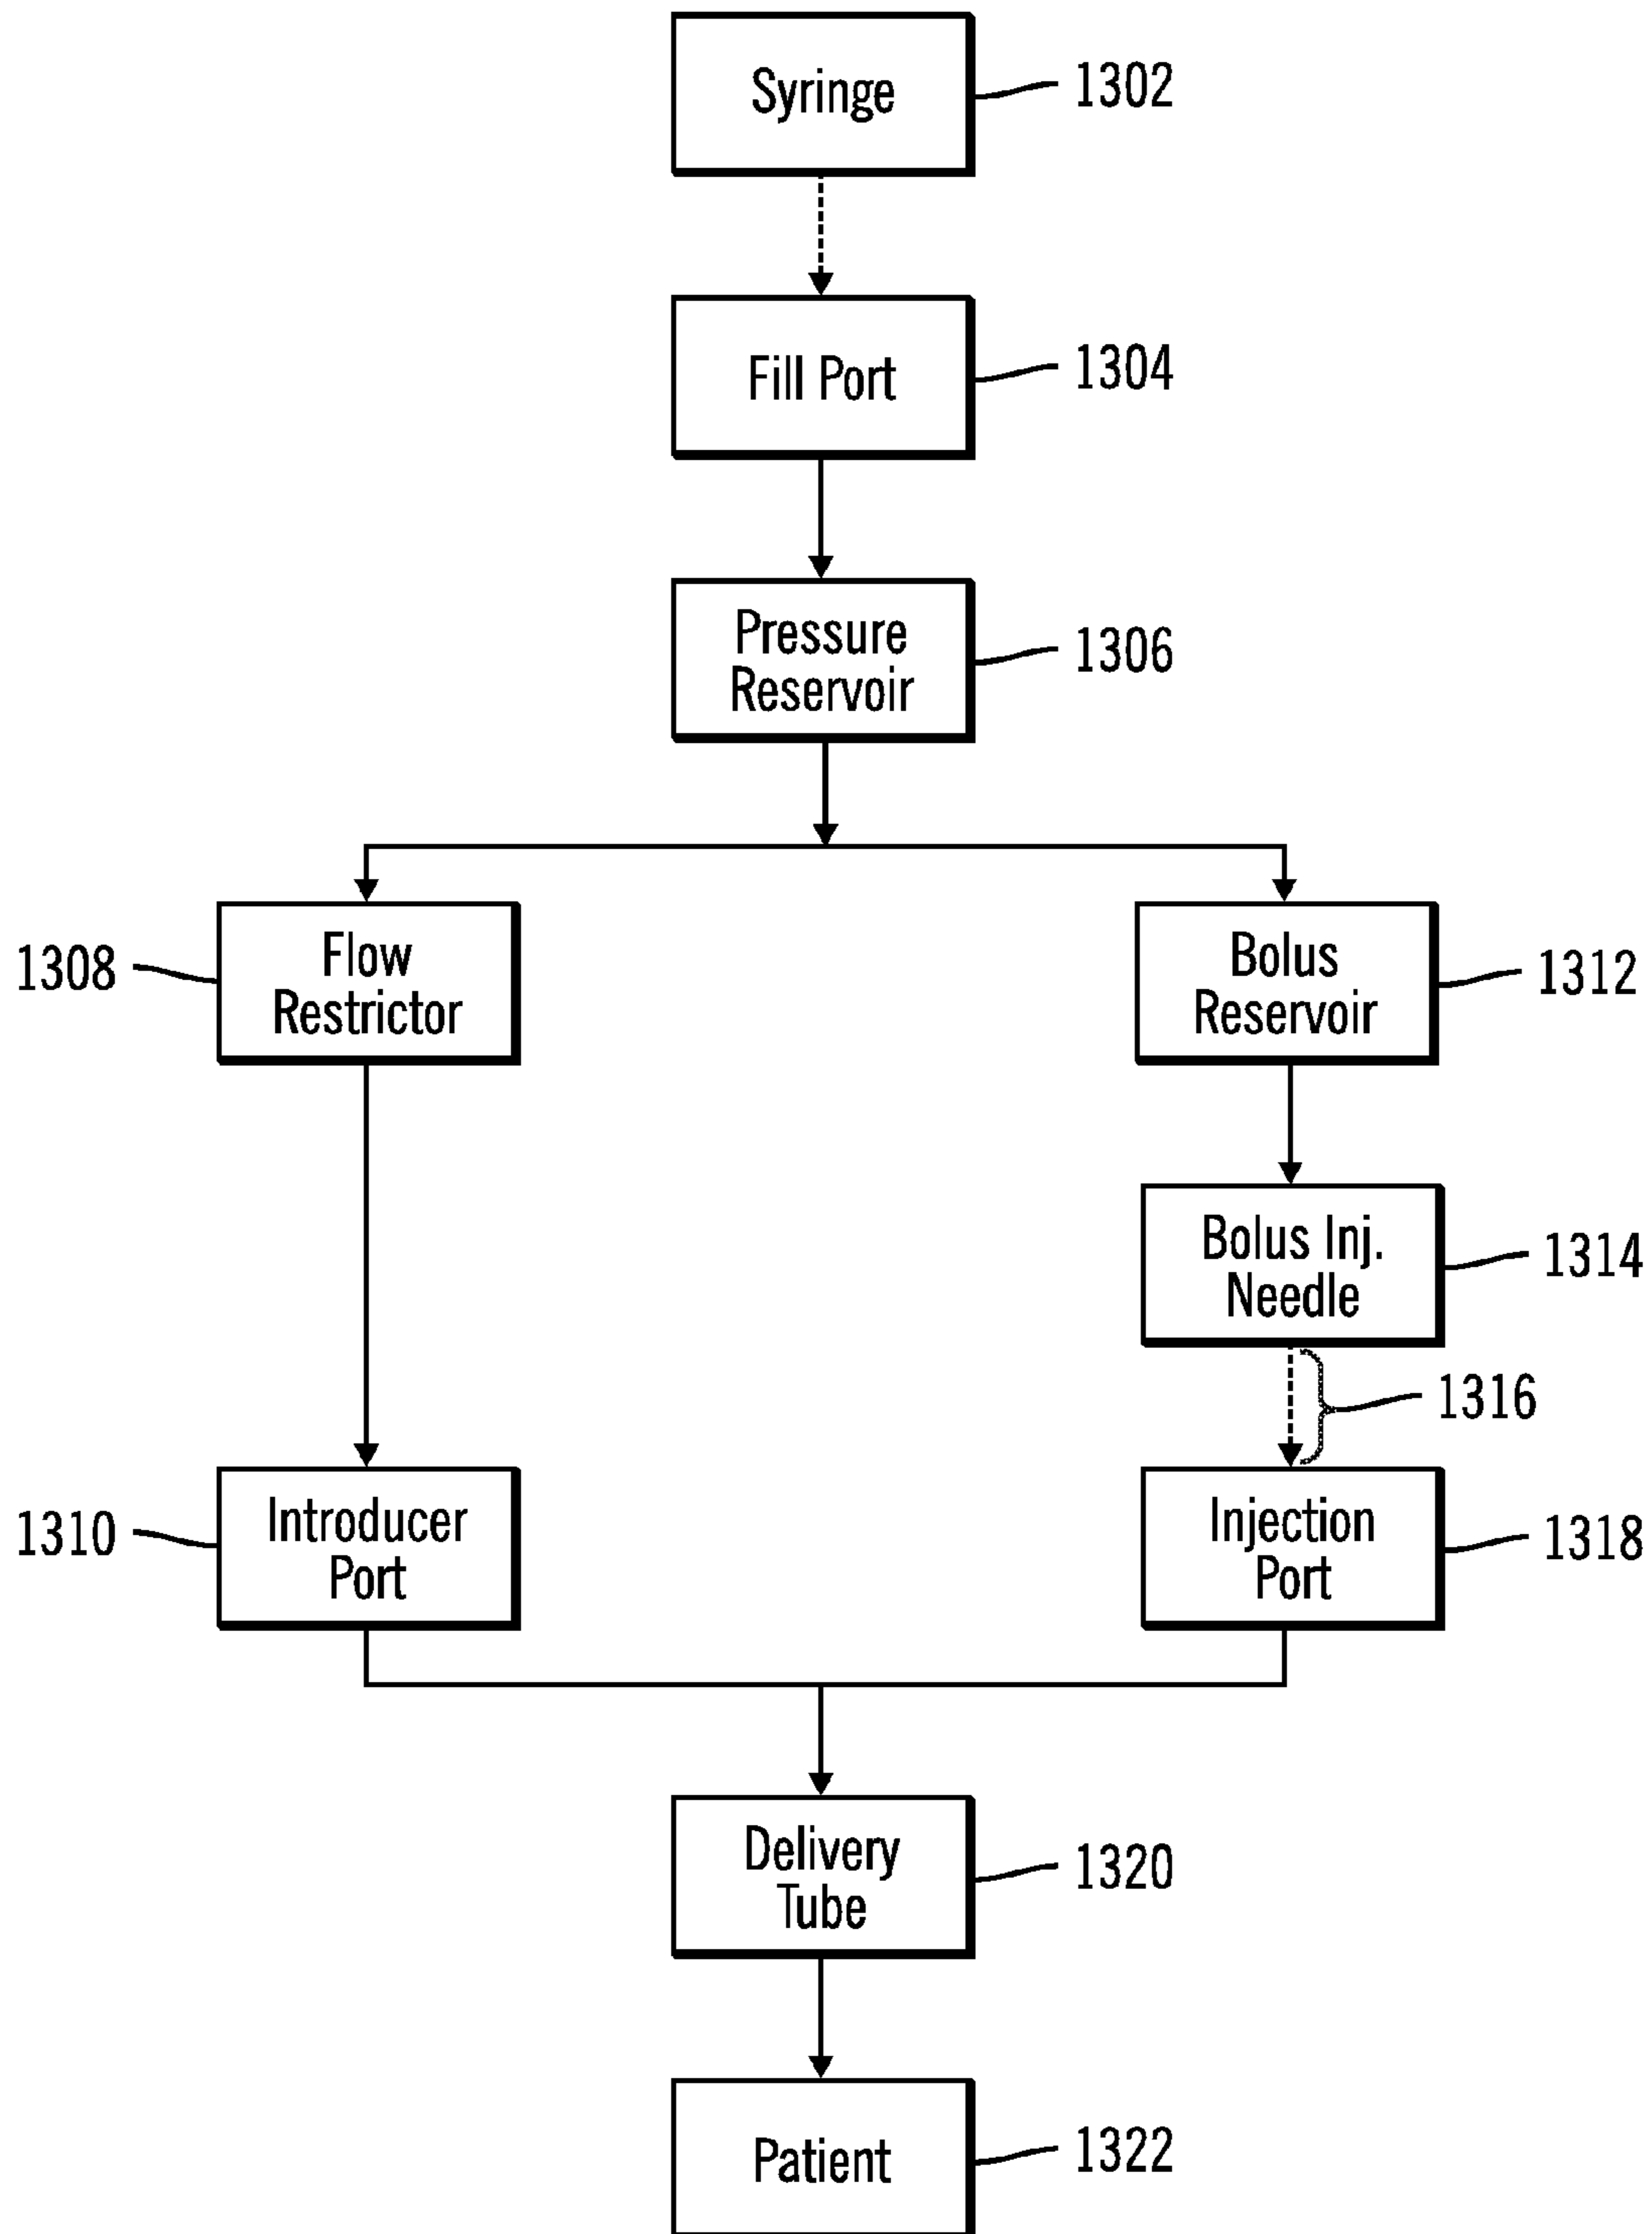 Syringe
1302
Fill Port
1304
Pressure
Reservoir
1306
1308
Flow
Restrictor
Bolus
Reservoir
1312
Bolus Inj.
Needle
1314
1316
1310
Introducer
Port
Injection
Port
1318
Delivery
Tube
1320
Patient
1322